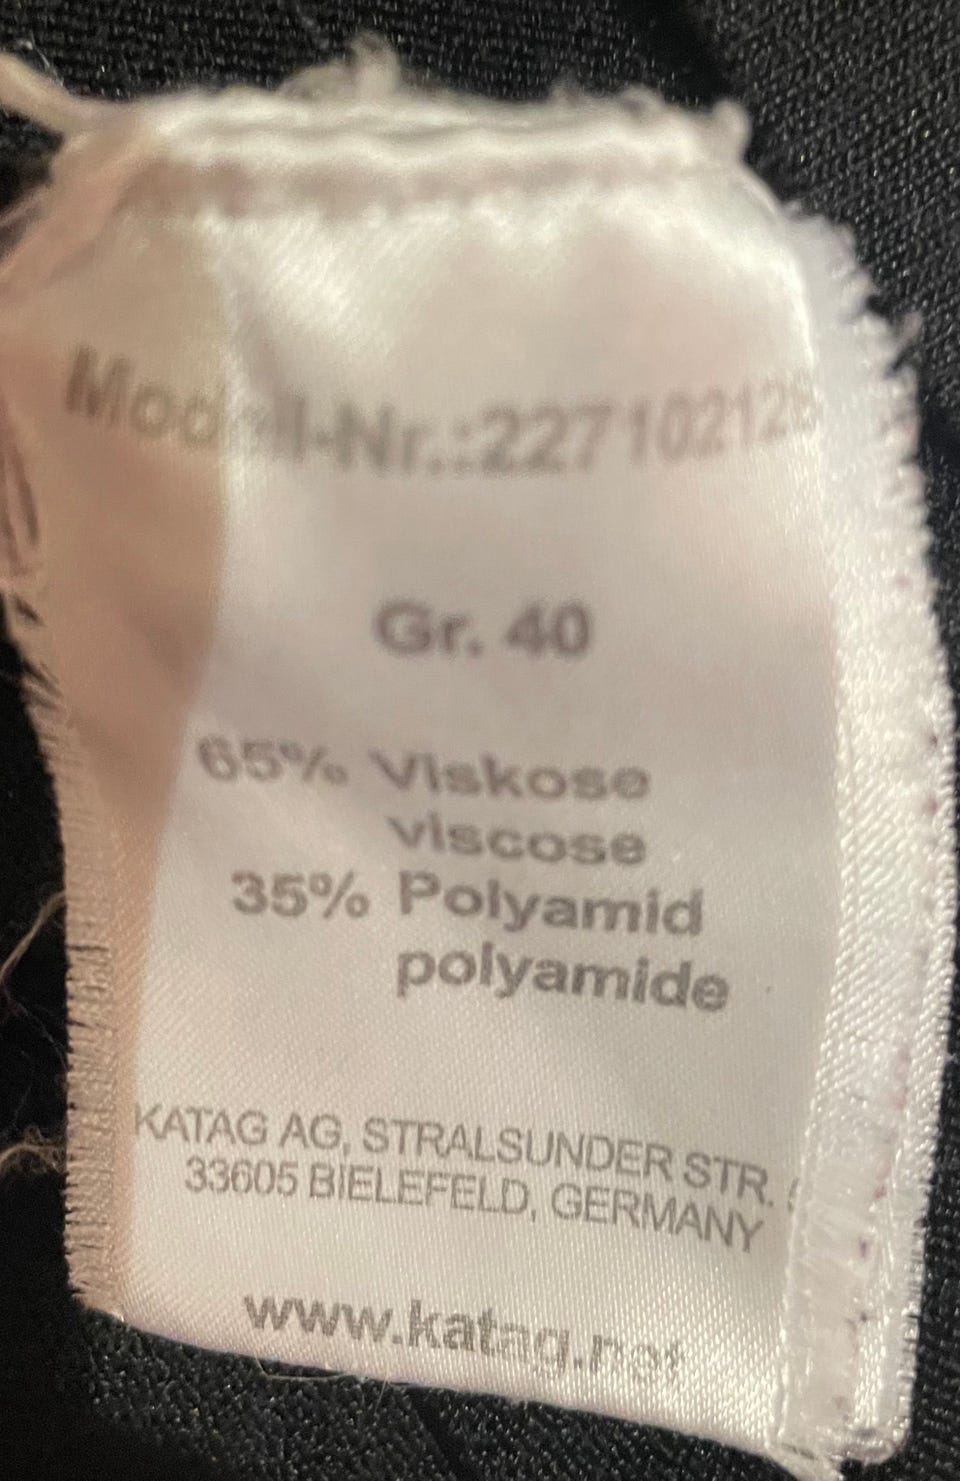 Modell-Nr.:
Gr. 40
65% Viskose
viscose
35% Polyamid
polyamide
KATAG AG, STRALSUNDER STR.
33605 BIELEFELD, GERMANY
www.katag.net